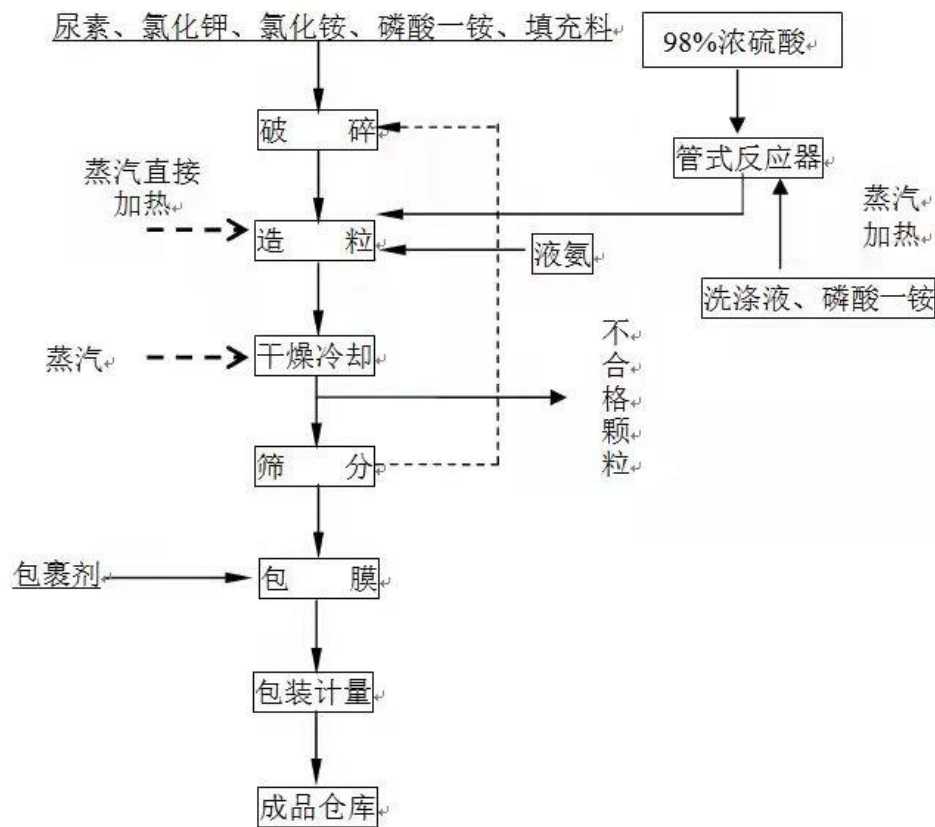 尿素、氯化钾、氯化铵、磷酸一铵、填充料
98%浓硫酸
破 碎
管式反应器
蒸汽直接
加热
蒸汽
加热
造 粒
液氨
洗涤液、磷酸一铵
蒸汽
干燥冷却
不
合
格
颗
粒
筛 分
包裹剂
包 膜
包装计量
成品仓库